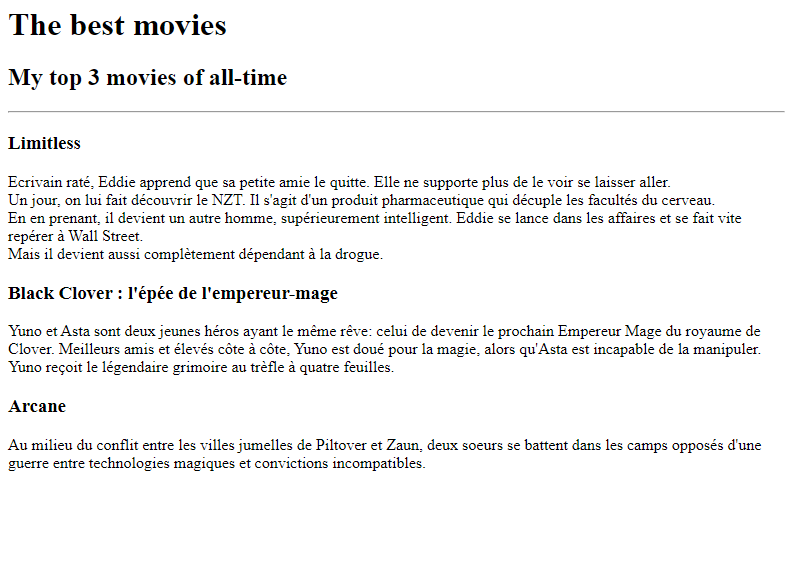 The best movies
My top 3 movies of all-time
Limitless
Ecrivain raté, Eddie apprend que sa petite amie le quitte. Elle ne supporte plus de le voir se laisser aller.
Un jour, on lui fait découvrir le NZT. Il s'agit d'un produit pharmaceutique qui décuple les facultés du cerveau.
En en prenant, il devient un autre homme, supérieurement intelligent. Eddie se lance dans les affaires et se fait vite
repérer à Wall Street.
Mais il devient aussi complètement dépendant à la drogue.
Black Clover : l'épée de l'empereur-mage
Yuno et Asta sont deux jeunes héros ayant le même rêve: celui de devenir le prochain Empereur Mage du royaume de
Clover. Meilleurs amis et élevés côte à côte, Yuno est doué pour la magie, alors qu'Asta est incapable de la manipuler.
Yuno reçoit le légendaire grimoire au trèfle à quatre feuilles.
Arcane
Au milieu du conflit entre les villes jumelles de Piltover et Zaun, deux soeurs se battent dans les camps opposés d'une
guerre entre technologies magiques et convictions incompatibles.